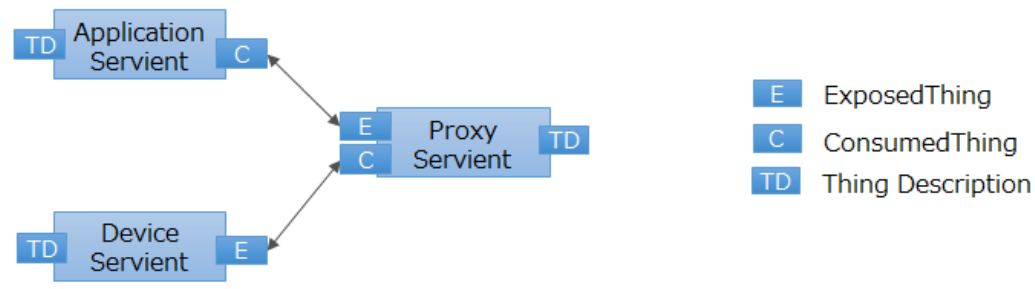 TD
Application
Servient
C
E
C
Proxy
Servient
TD
TD
Device
Servient
E
E ExposedThing
C ConsumedThing
TD Thing Description